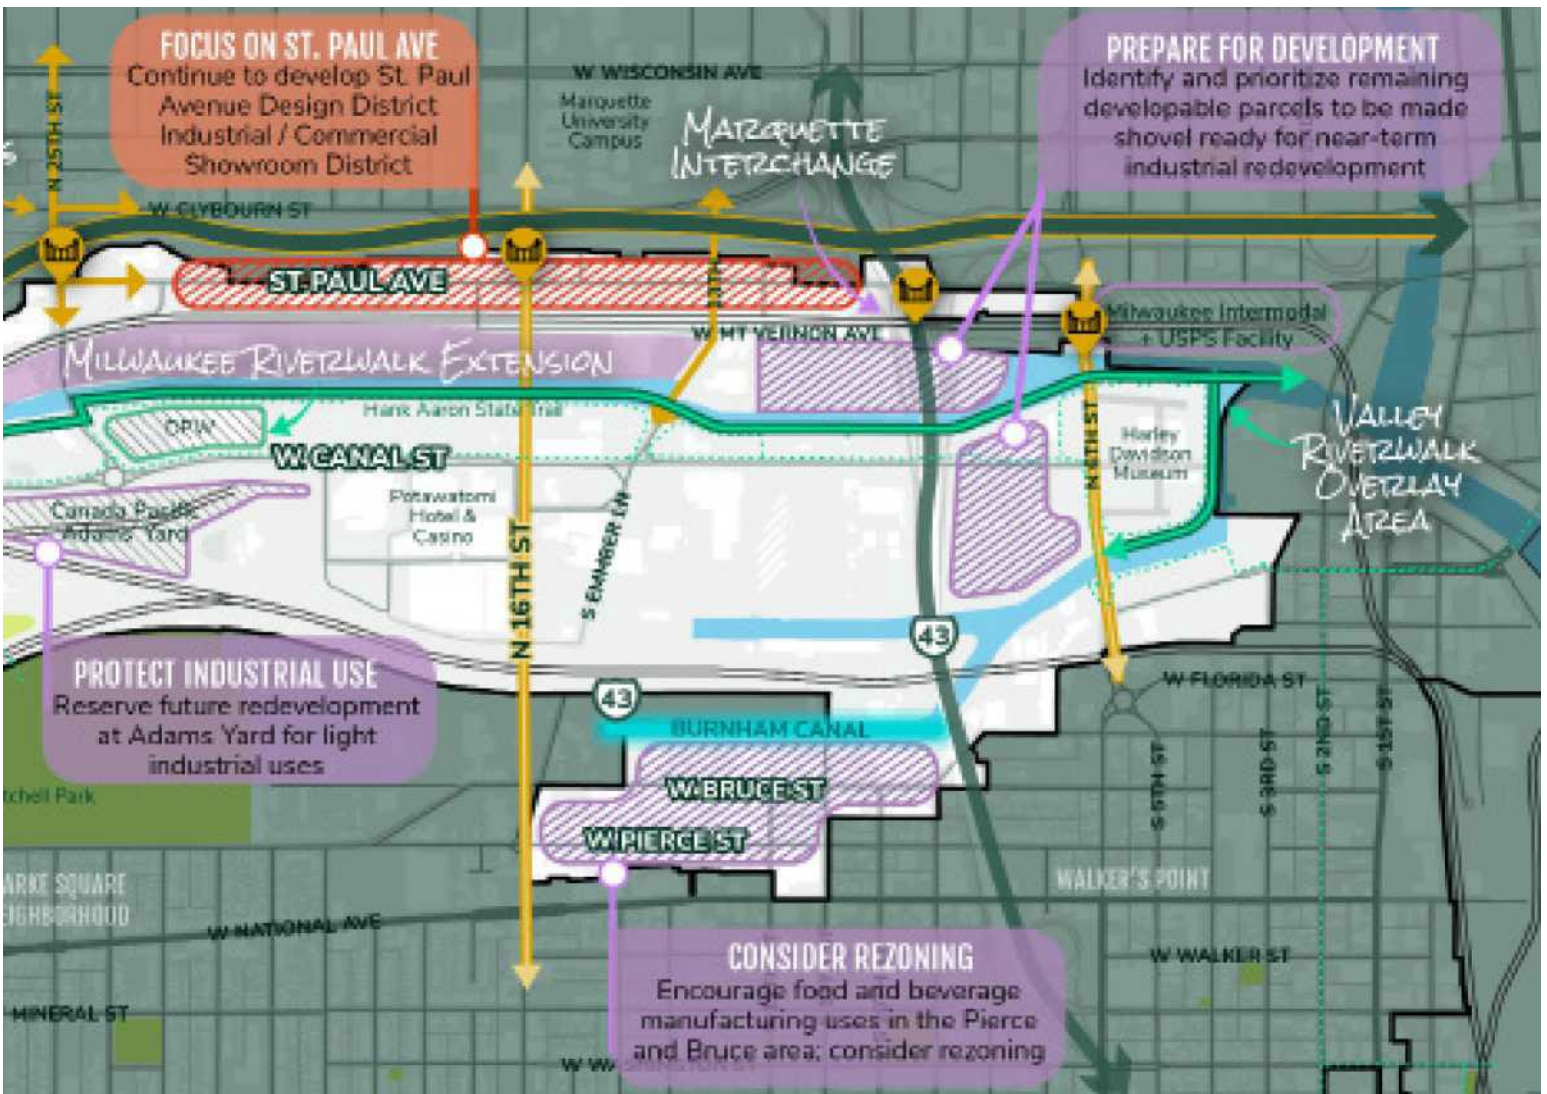 FOCUS ON ST. PAUL AVE
Continue to develop St. Paul
Avenue Design District
Industrial / Commercial
Showroom District
PREPARE FOR DEVELOPMENT
Identify and prioritize remaining
developable parcels to be made
shovel ready for near-term
industrial redevelopment
W WISCONSIN AVE
Marquette
University
Campus
MARQUETTE
INTERCHANGE
N 25TH ST
W CLYBOURN ST
ST PAUL AVE
W MT VERNON AVE
Milwaukee Intermodal
+ USPS Facility
MILWAUKEE RIVERWALK EXTENSION
Hank Aaron State Trail
DPW
W CANAL ST
Harley
Davidson
Museum
N 6TH ST
VALLEY
RIVERWALK
OVERLAY
AREA
Canada Pacific
Adams Yard
Potawatomi
Hotel &
Casino
N 16TH ST
S EMBER LN
43
PROTECT INDUSTRIAL USE
Reserve future redevelopment
at Adams Yard for light
industrial uses
43
BURNHAM CANAL
W FLORIDA ST
W BRUCE ST
W PIERCE ST
S 5TH ST
S 3RD ST
S 2ND ST
S 1ST ST
tchell Park
ARKE SQUARE
EIGHBORHOOD
W NATIONAL AVE
WALKER'S POINT
W WALKER ST
MINERAL ST
CONSIDER REZONING
Encourage food and beverage
manufacturing uses in the Pierce
and Bruce area; consider rezoning